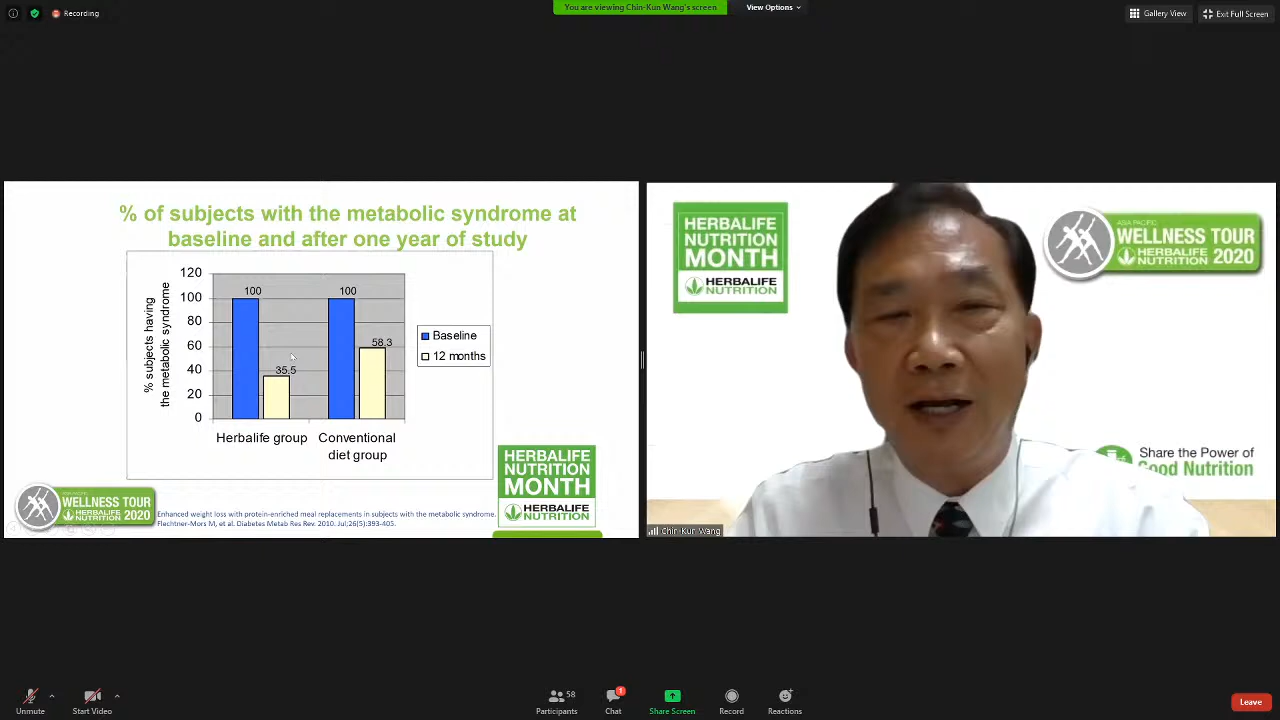 Recording
You are viewing Chin-Kun Wang's screen
View Options
Gallery View
Exit Full Screen
% of subjects with the metabolic syndrome at
baseline and after one year of study
% subjects having
the metabolic syndrome
120
100
80
60
40
20
0
100
35.5
100
58.3
Herbalife group
Conventional
diet group
Baseline
12 months
HERBALIFE
NUTRITION
MONTH
HERBALIFE
NUTRITION
ASIA PACIFIC
WELLNESS TOUR
HERBALIFE
NUTRITION
2020
Enhanced weight loss with protein-enriched meal replacements in subjects with the metabolic syndrome.
Flechtner-Mors M, et al. Diabetes Metab Res Rev. 2010. Jul;26(5):393-405.
HERBALIFE
NUTRITION
MONTH
HERBALIFE
NUTRITION
ASIA PACIFIC
WELLNESS TOUR
HERBALIFE
NUTRITION
2020
Share the Power of
Good Nutrition
Chin-Kun Wang
Unmute
Start Video
58
Participants
1
Chat
Share Screen
Record
Reactions
Leave